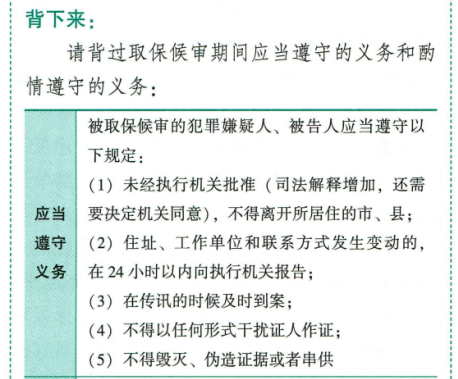 背下来：
请背过取保候审期间应当遵守的义务和酌
情遵守的义务：
应当
遵守
义务
被取保候审的犯罪嫌疑人、被告人应当遵守以
下规定：
（1）未经执行机关批准（司法解释增加，还需
要决定机关同意），不得离开所居住的市、县；
（2）住址、工作单位和联系方式发生变动的，
在 24 小时以内向执行机关报告；
（3）在传讯的时候及时到案；
（4）不得以任何形式干扰证人作证；
（5）不得毁灭、伪造证据或者串供